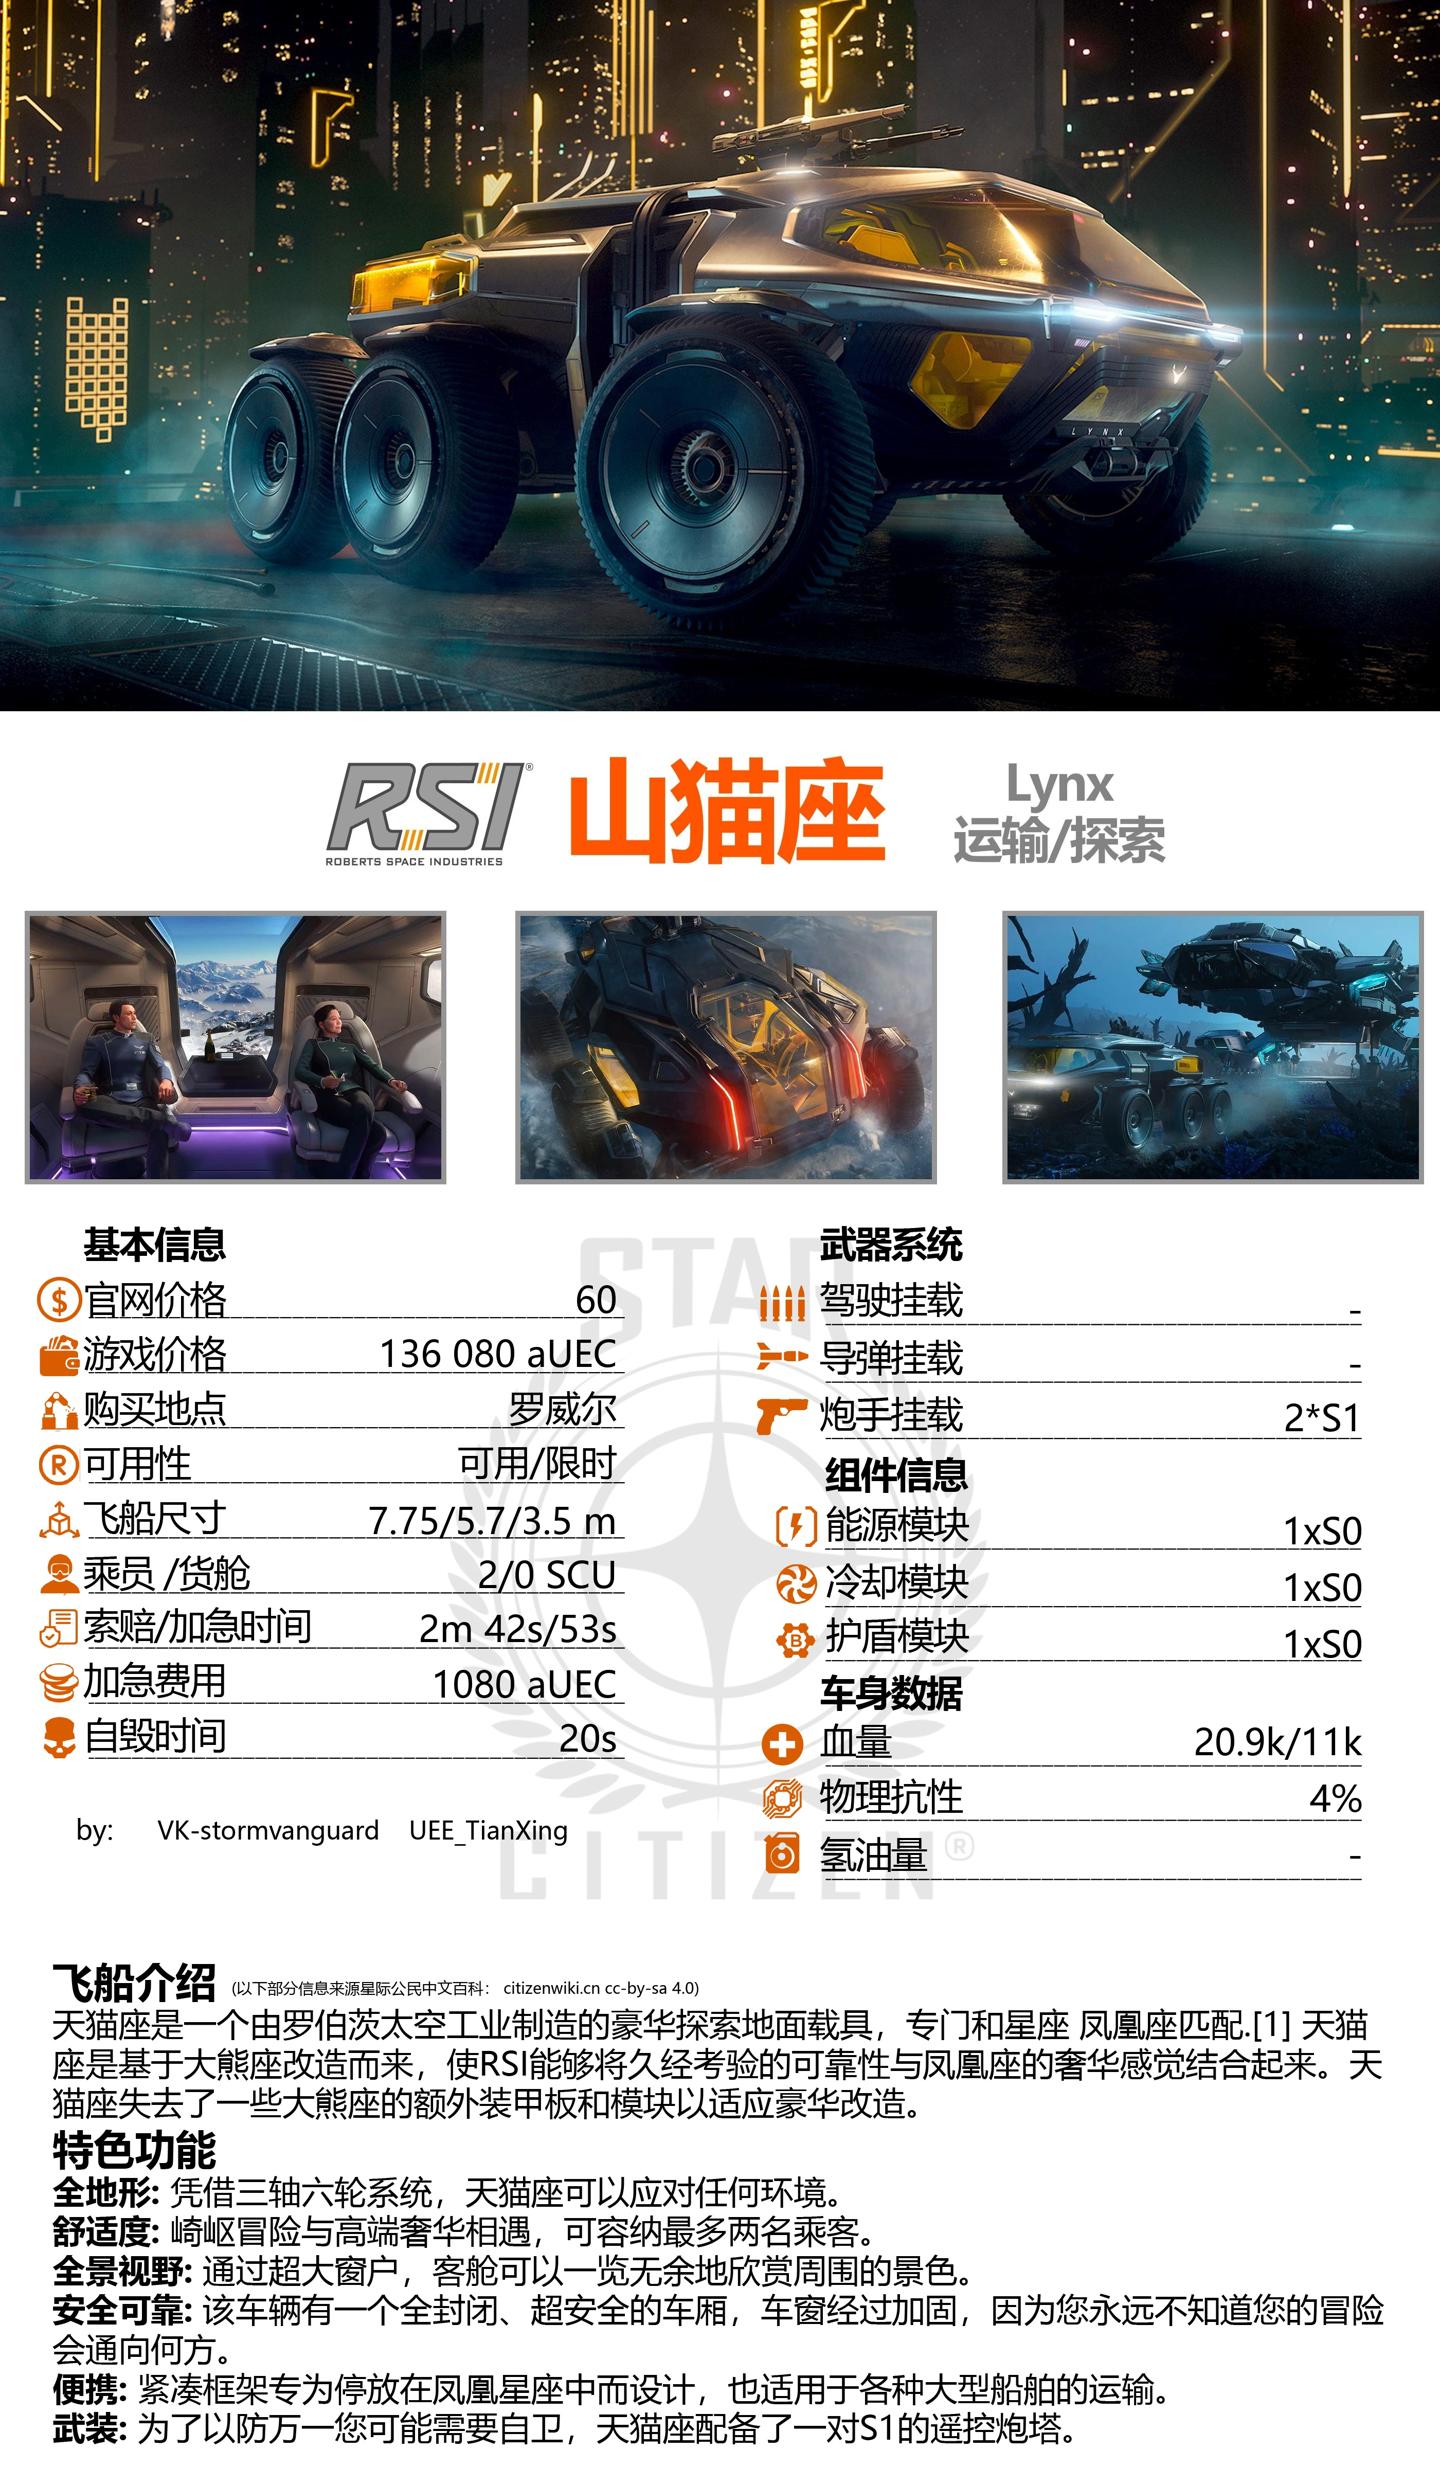 LYNX
RSI®
ROBERTS SPACE INDUSTRIES
山猫座
Lynx
运输/探索
基本信息
官网价格 60
游戏价格 136 080 aUEC
购买地点 罗威尔
可用性 可用/限时
飞船尺寸 7.75/5.7/3.5 m
乘员 /货舱 2/0 SCU
索赔/加急时间 2m 42s/53s
加急费用 1080 aUEC
自毁时间 20s
by: VK-stormvanguard UEE_TianXing
武器系统
驾驶挂载 -
导弹挂载 -
炮手挂载 2*S1
组件信息
能源模块 1xS0
冷却模块 1xS0
护盾模块 1xS0
车身数据
血量 20.9k/11k
物理抗性 4%
氢油量 -
STAR
CITIZEN®
飞船介绍 (以下部分信息来源星际公民中文百科： citizenwiki.cn cc-by-sa 4.0)
天猫座是一个由罗伯茨太空工业制造的豪华探索地面载具，专门和星座 凤凰座匹配.[1] 天猫
座是基于大熊座改造而来，使RSI能够将久经考验的可靠性与凤凰座的奢华感觉结合起来。天
猫座失去了一些大熊座的额外装甲板和模块以适应豪华改造。
特色功能
全地形: 凭借三轴六轮系统，天猫座可以应对任何环境。
舒适度: 崎岖冒险与高端奢华相遇，可容纳最多两名乘客。
全景视野: 通过超大窗户，客舱可以一览无余地欣赏周围的景色。
安全可靠: 该车辆有一个全封闭、超安全的车厢，车窗经过加固，因为您永远不知道您的冒险
会通向何方。
便携: 紧凑框架专为停放在凤凰星座中而设计，也适用于各种大型船舶的运输。
武装: 为了以防万一您可能需要自卫，天猫座配备了一对S1的遥控炮塔。